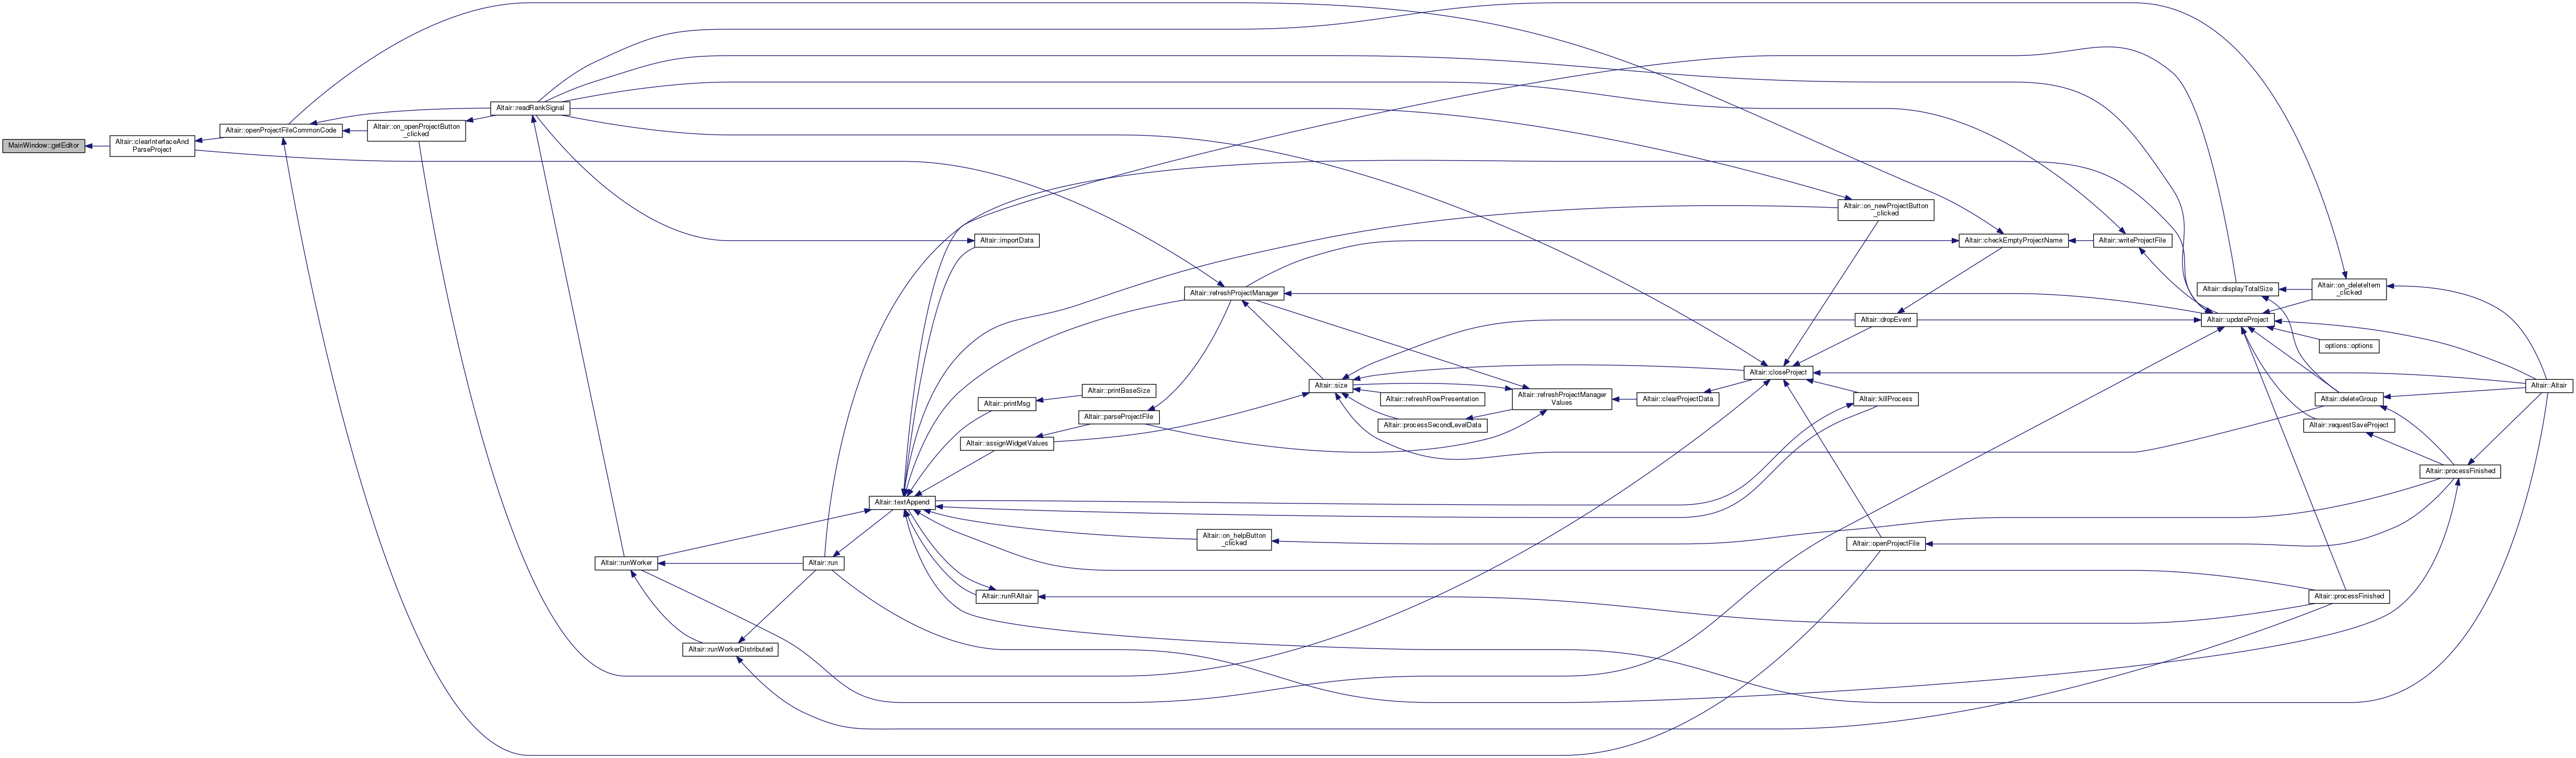 MainWindow::getEditor
Altair::clearInterfaceAnd
ParseProject
Altair::openProjectFileCommonCode
Altair::on_openProjectButton
_clicked
Altair::readRankSignal
Altair::runWorker
Altair::runWorkerDistributed
Altair::run
Altair::textAppend
Altair::importData
Altair::printMsg
Altair::assignWidgetValues
Altair::runRAltair
Altair::printBaseSize
Altair::parseProjectFile
Altair::refreshProjectManager
Altair::on_helpButton
_clicked
Altair::size
Altair::refreshRowPresentation
Altair::processSecondLevelData
Altair::refreshProjectManager
Values
Altair::clearProjectData
Altair::closeProject
Altair::on_newProjectButton
_clicked
Altair::dropEvent
Altair::killProcess
Altair::openProjectFile
Altair::checkEmptyProjectName
Altair::writeProjectFile
Altair::displayTotalSize
Altair::updateProject
Altair::on_deleteItem
_clicked
options::options
Altair::deleteGroup
Altair::requestSaveProject
Altair::processFinished
Altair::processFinished
Altair::Altair